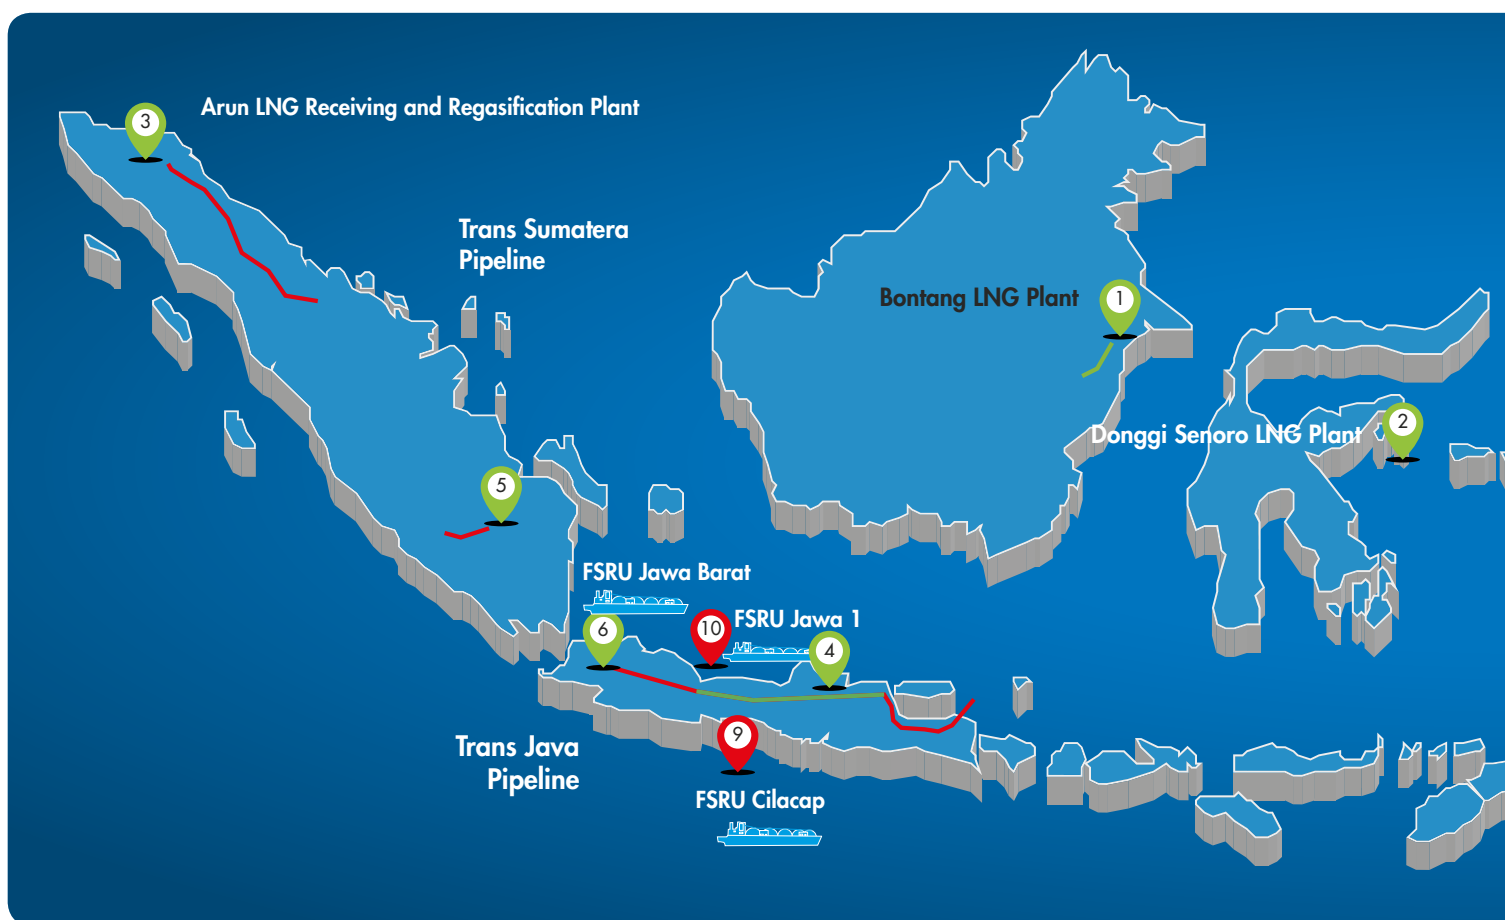 3
Arun LNG Receiving and Regasification Plant
Trans Sumatera
Pipeline
Bontang LNG Plant
1
Donggi Senoro LNG Plant
2
5
FSRU Jawa Barat
6
10
FSRU Jawa 1
4
Trans Java
Pipeline
9
FSRU Cilacap